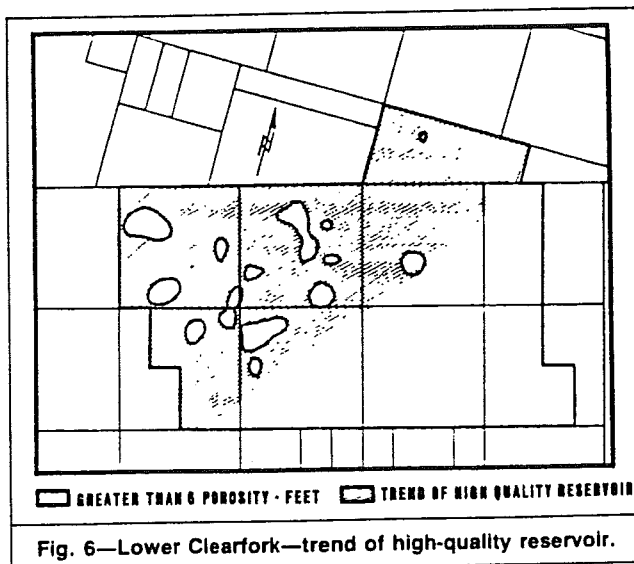 N
GREATER THAN 6 POROSITY - FEET TREND OF HIGH QUALITY RESERVOIR
Fig. 6—Lower Clearfork—trend of high-quality reservoir.